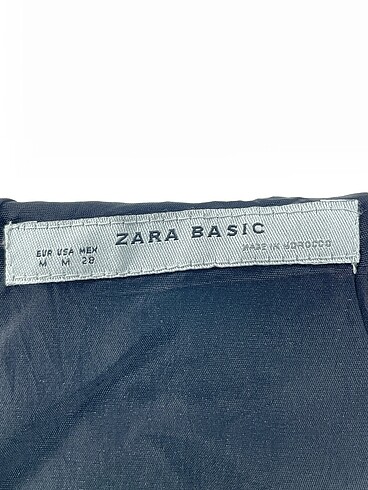 ZARA BASIC
EUR USA MEX
M M 28
MADE IN MOROCCO